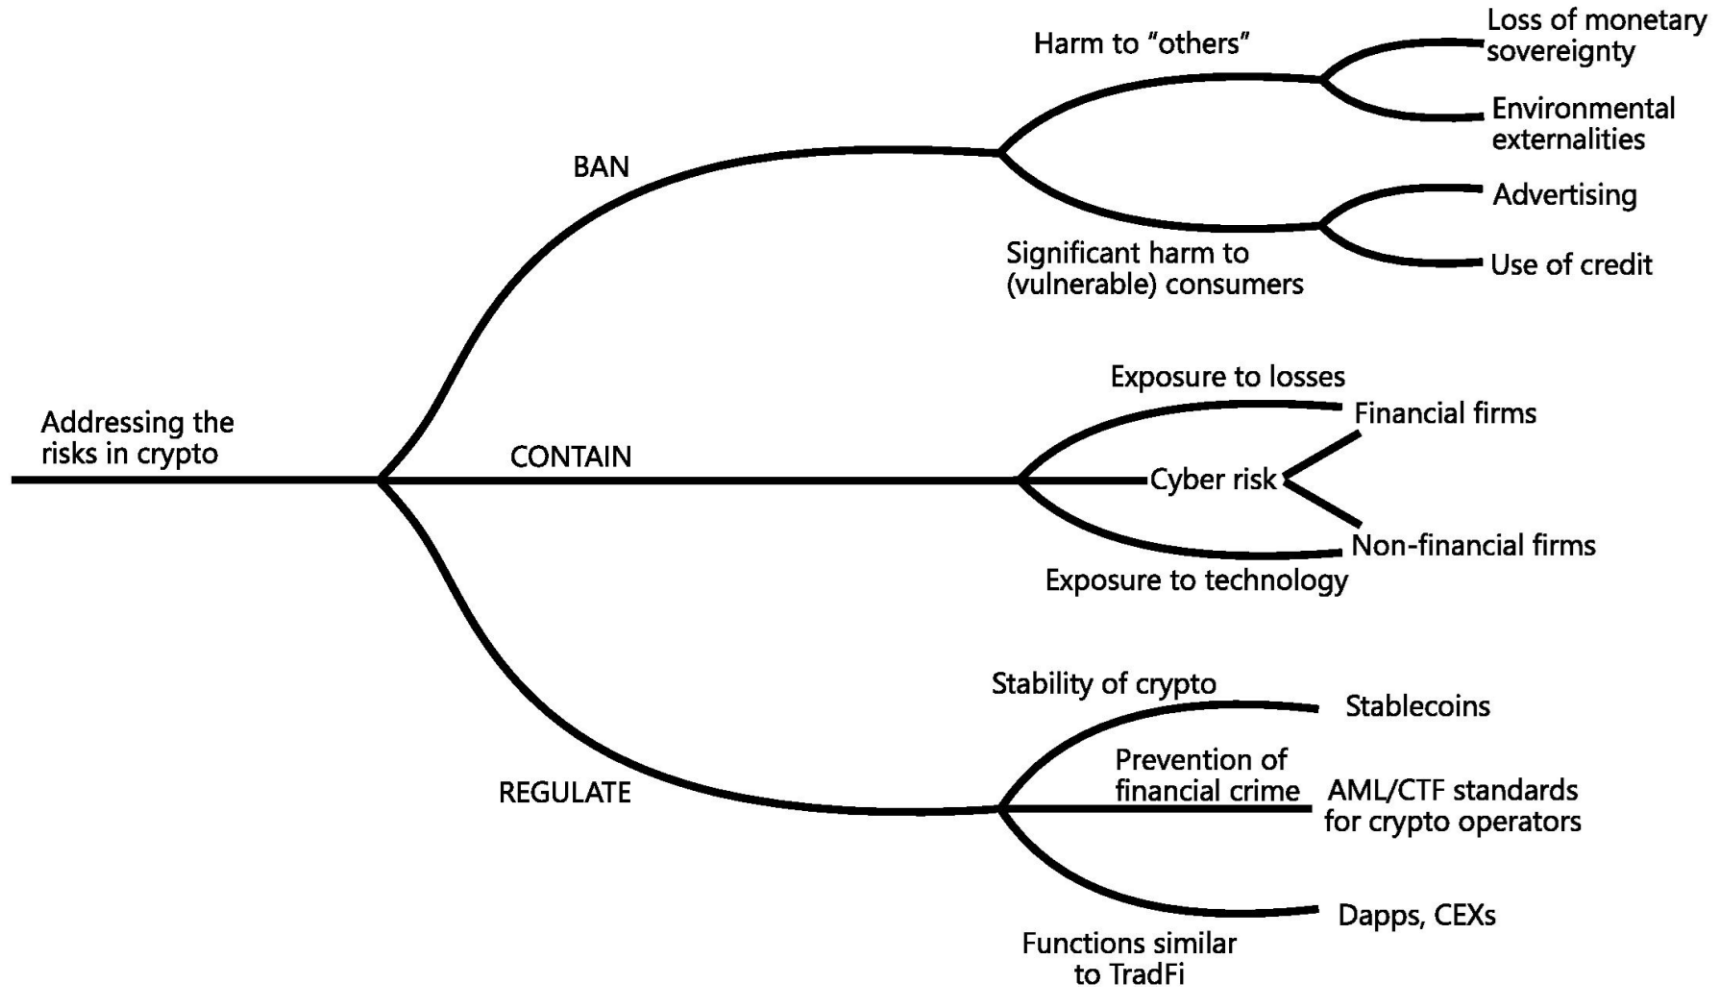 Addressing the
risks in crypto
BAN
Harm to “others”
Loss of monetary
sovereignty
Environmental
externalities
Significant harm to
(vulnerable) consumers
Advertising
Use of credit
CONTAIN
Exposure to losses
Financial firms
Cyber risk
Non-financial firms
Exposure to technology
REGULATE
Stability of crypto
Stablecoins
Prevention of
financial crime
AML/CTF standards
for crypto operators
Functions similar
to TradFi
Dapps, CEXs